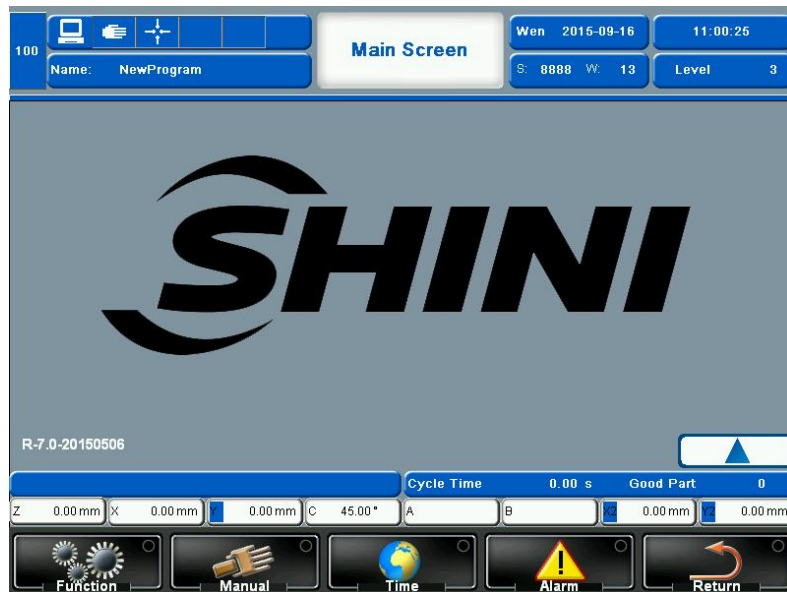 100
Main Screen
Wen 2015-09-16
11:00:25
Name: NewProgram
S: 8888 W: 13
Level 3
SHINI
R-7.0-20150506
Cycle Time 0.00 s Good Part 0
Z 0.00 mm X 0.00 mm Y 0.00 mm C 45.00° A B X2 0.00 mm Y2 0.00 mm
Function Manual Time Alarm Return